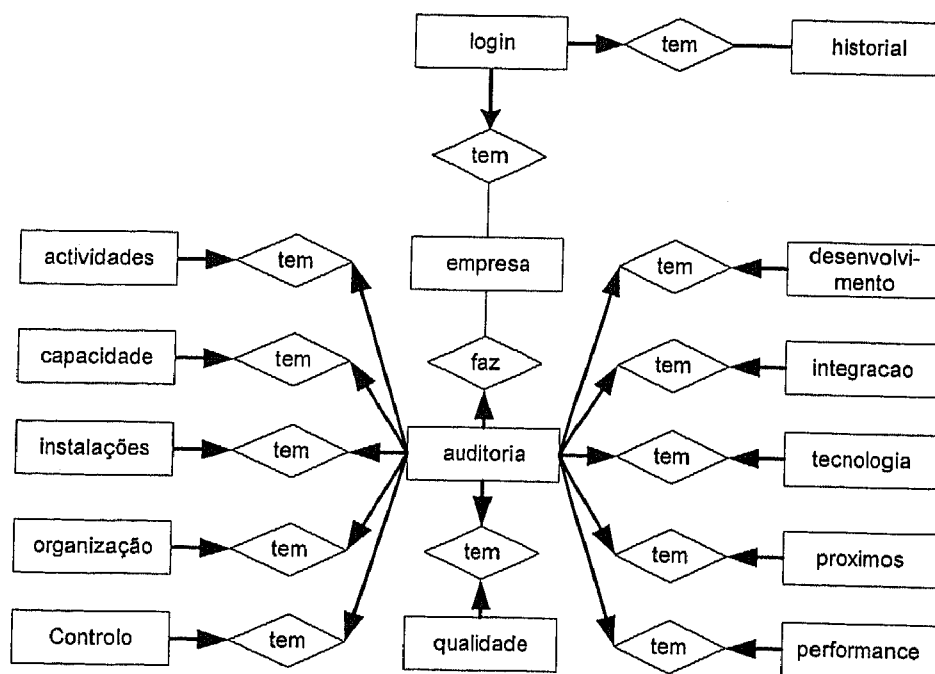 login
tem
historial
tem
actividades
tem
empresa
tem
desenvolvi-
mento
capacidade
tem
faz
tem
integracao
instalações
tem
auditoria
tem
tecnologia
organização
tem
tem
tem
proximos
Controlo
tem
qualidade
tem
performance